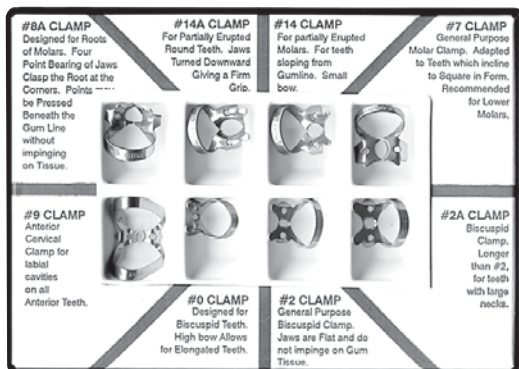 #8A CLAMP
Designed for Roots
of Molars. Four
Point Bearing of Jaws
Clasp the Root at the
Corners. Points
be Pressed
Beneath the
Gum Line
without
impinging
on Tissue.
#14A CLAMP
For Partially Erupted
Round Teeth. Jaws
Turned Downward
Giving a Firm
Grip.
#14 CLAMP
For partially Erupted
Molars. For teeth
sloping from
Gumline. Small
bow.
#7 CLAMP
General Purpose
Molar Clamp. Adapted
to Teeth which incline
to Square in Form.
Recommended
for Lower
Molars.
#9 CLAMP
Anterior
Cervical
Clamp for
labial
cavities
on all
Anterior Teeth.
#0 CLAMP
Designed for
Biscuspid Teeth.
High bow Allows
for Elongated Teeth.
#2 CLAMP
General Purpose
Biscuspid Clamp.
Jaws are Flat and do
not impinge on Gum
Tissue.
#2A CLAMP
Biscuspid
Clamp.
Longer
than #2,
for teeth
with large
necks.